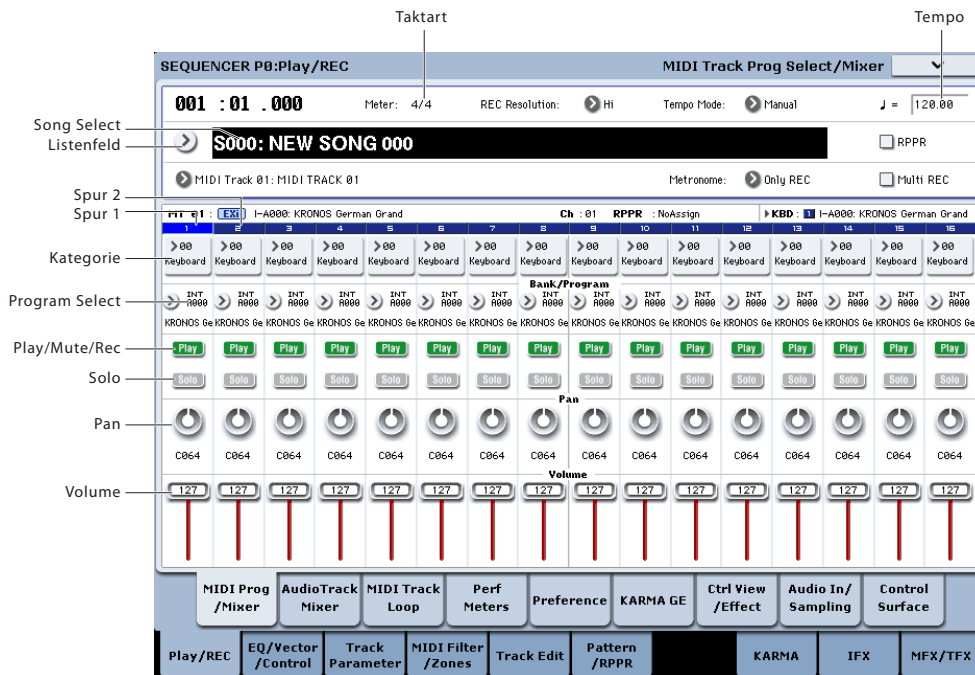 Taktart
Tempo
SEQUENCER P0:Play/REC
MIDI Track Prog Select/Mixer
001 :01 .000
Meter: 4/4
REC Resolution: Hi
Tempo Mode: Manual
♩ = 120.00
Song Select
Listenfeld
S000: NEW SONG 000
RPPR
MIDI Track 01: MIDI TRACK 01
Metronome: Only REC
Multi REC
Spur 2
Spur 1
MT 01 : EXi I-A000: KRONOS German Grand
Ch : 01 RPPR : NoAssign
KBD : 1 I-A000: KRONOS German Grand
1 2 3 4 5 6 7 8 9 10 11 12 13 14 15 16
Kategorie
00 00 00 00 00 00 00 00 00 00 00 00 00 00 00 00
Keyboard Keyboard Keyboard Keyboard Keyboard Keyboard Keyboard Keyboard Keyboard Keyboard Keyboard Keyboard Keyboard Keyboard Keyboard Keyboard
Bank/Program
Program Select
INT INT INT INT INT INT INT INT INT INT INT INT INT INT INT INT
A000 A000 A000 A000 A000 A000 A000 A000 A000 A000 A000 A000 A000 A000 A000 A000
KRONOS Ge KRONOS Ge KRONOS Ge KRONOS Ge KRONOS Ge KRONOS Ge KRONOS Ge KRONOS Ge KRONOS Ge KRONOS Ge KRONOS Ge KRONOS Ge KRONOS Ge KRONOS Ge KRONOS Ge KRONOS Ge
Play/Mute/Rec
Play Play Play Play Play Play Play Play Play Play Play Play Play Play Play Play
Solo
Solo Solo Solo Solo Solo Solo Solo Solo Solo Solo Solo Solo Solo Solo Solo Solo
Pan
Pan
C064 C064 C064 C064 C064 C064 C064 C064 C064 C064 C064 C064 C064 C064 C064 C064
Volume
Volume
127 127 127 127 127 127 127 127 127 127 127 127 127 127 127 127
MIDI Prog /Mixer
AudioTrack Mixer
MIDI Track Loop
Perf Meters
Preference
KARMA GE
Ctrl View /Effect
Audio In/ Sampling
Control Surface
Play/REC
EQ/Vector /Control
Track Parameter
MIDI Filter /Zones
Track Edit
Pattern /RPPR
KARMA
IFX
MFX/TFX